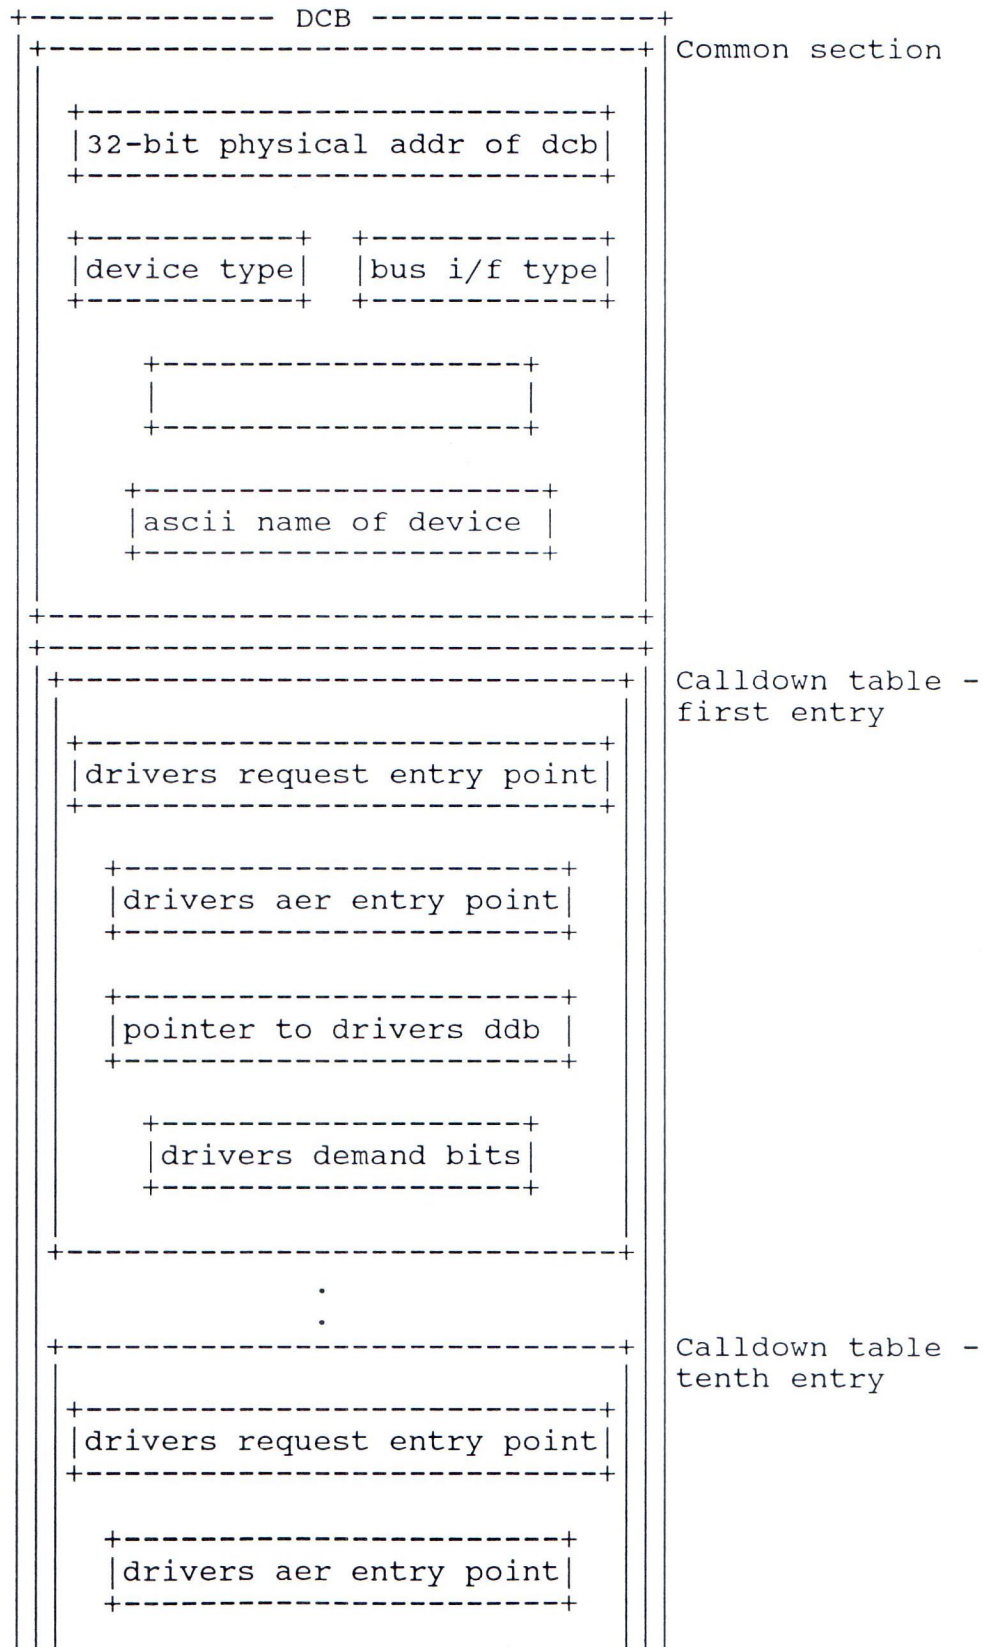 DCB
Common section
32-bit physical addr of dcb
device type bus i/f type
ascii name of device
Calldown table -
first entry
drivers request entry point
drivers aer entry point
pointer to drivers ddb
drivers demand bits
.
.
Calldown table -
tenth entry
drivers request entry point
drivers aer entry point